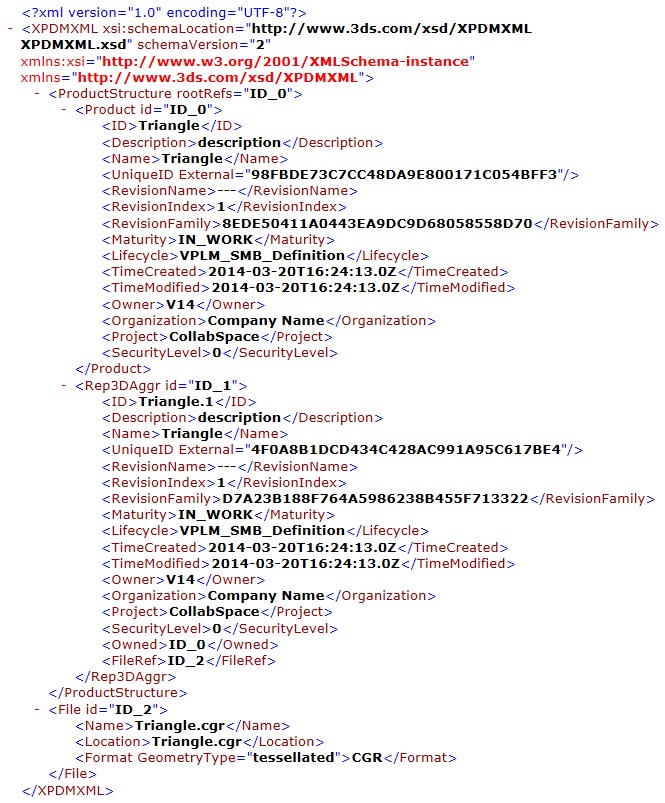 <?xml version="1.0" encoding="UTF-8"?>
- <XPDMXML xsi:schemaLocation="http://www.3ds.com/xsd/XPDMXML
XPDMXML.xsd" schemaVersion="2"
xmlns:xsi="http://www.w3.org/2001/XMLSchema-instance"
xmlns="http://www.3ds.com/xsd/XPDMXML">
- <ProductStructure rootRefs="ID_0">
- <Product id="ID_0">
<ID>Triangle</ID>
<Description>description</Description>
<Name>Triangle</Name>
<UniqueID External="98FBDE73C7CC48DA9E800171C054BFF3"/>
<RevisionName>---</RevisionName>
<RevisionIndex>1</RevisionIndex>
<RevisionFamily>8EDE50411A0443EA9DC9D68058558D70</RevisionFamily>
<Maturity>IN_WORK</Maturity>
<Lifecycle>VPLM_SMB_Definition</Lifecycle>
<TimeCreated>2014-03-20T16:24:13.0Z</TimeCreated>
<TimeModified>2014-03-20T16:24:13.0Z</TimeModified>
<Owner>V14</Owner>
<Organization>Company Name</Organization>
<Project>CollabSpace</Project>
<SecurityLevel>0</SecurityLevel>
</Product>
- <Rep3DAggr id="ID_1">
<ID>Triangle.1</ID>
<Description>description</Description>
<Name>Triangle</Name>
<UniqueID External="4F0A8B1DCD434C428AC991A95C617BE4"/>
<RevisionName>---</RevisionName>
<RevisionIndex>1</RevisionIndex>
<RevisionFamily>D7A23B188F764A5986238B455F713322</RevisionFamily>
<Maturity>IN_WORK</Maturity>
<Lifecycle>VPLM_SMB_Definition</Lifecycle>
<TimeCreated>2014-03-20T16:24:13.0Z</TimeCreated>
<TimeModified>2014-03-20T16:24:13.0Z</TimeModified>
<Owner>V14</Owner>
<Organization>Company Name</Organization>
<Project>CollabSpace</Project>
<SecurityLevel>0</SecurityLevel>
<Owned>ID_0</Owned>
<FileRef>ID_2</FileRef>
</Rep3DAggr>
</ProductStructure>
- <File id="ID_2">
<Name>Triangle.cgr</Name>
<Location>Triangle.cgr</Location>
<Format GeometryType="tessellated">CGR</Format>
</File>
</XPDMXML>